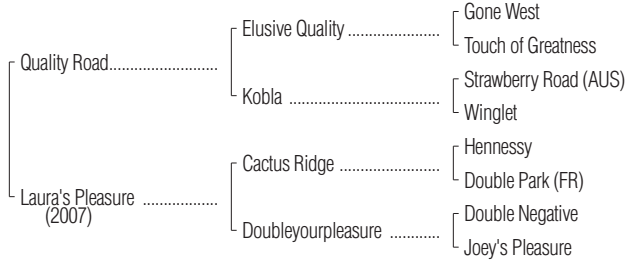 Gone West
Elusive Quality
Touch of Greatness
Quality Road
Strawberry Road (AUS)
Kobla
Winglet
Hennessy
Cactus Ridge
Double Park (FR)
Laura's Pleasure
(2007)
Double Negative
Doubleyourpleasure
Joey's Pleasure